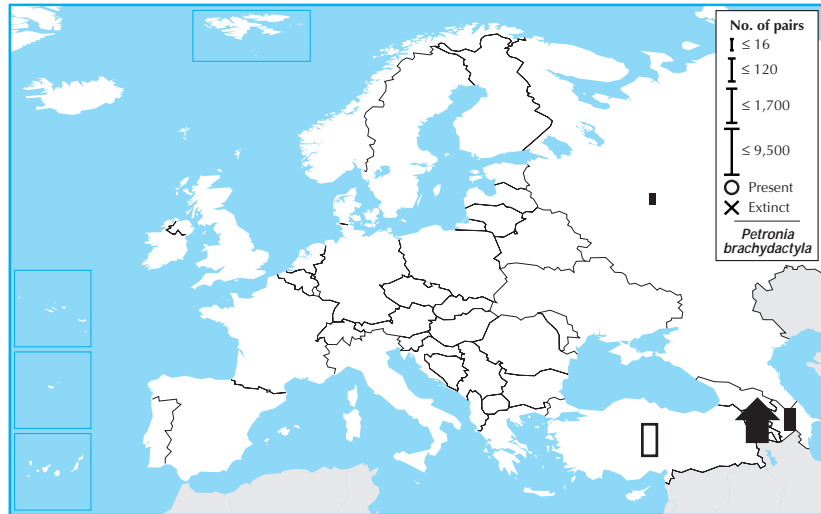 No. of pairs
≤ 16
≤ 120
≤ 1,700
≤ 9,500
Present
Extinct
Petronia
brachydactyla